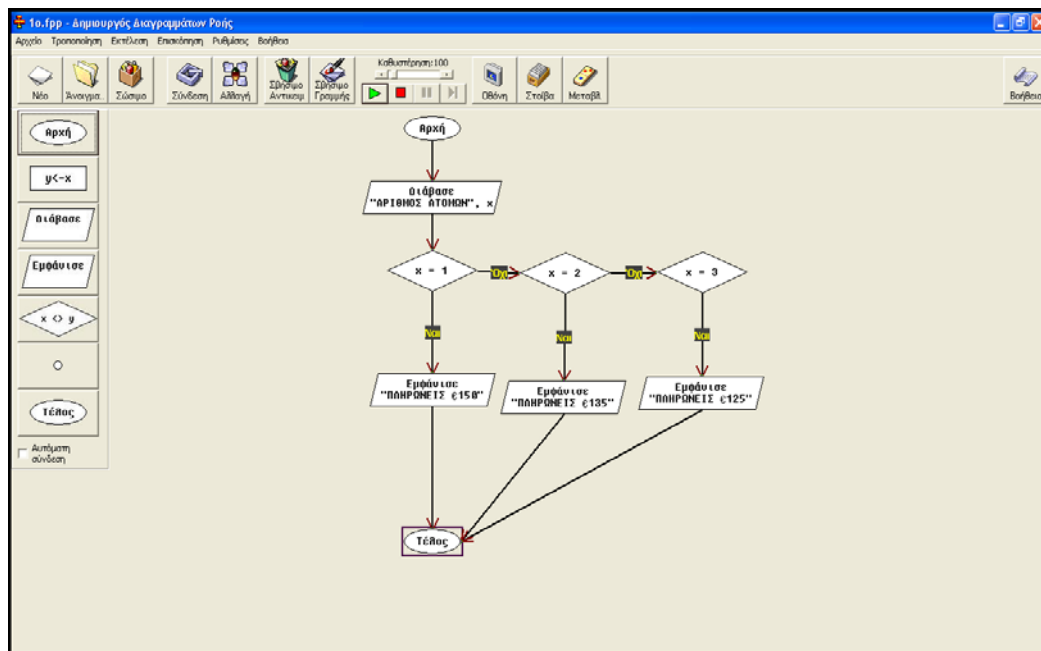 1o.fpp - Δημιουργός Διαγραμμάτων Ροής
Αρχείο Τροποποίηση Εκτέλεση Επισκόπηση Ρυθμίσεις Βοήθεια
Νέο
Άνοιγμα
Σώσιμο
Σύνδεση
Αλλαγή
Σβήσιμο
Αντικειμ
Σβήσιμο
Γραμμής
Καθυστέρηση:100
Οθόνη
Στοίβα
Μεταβλ
Βοήθεια
Αρχή
y<-x
Διάβασε
Εμφάνισε
x <> y
Τέλος
Αυτόματη
σύνδεση
Αρχή
Διάβασε
"ΑΡΙΘΜΟΣ ΑΤΟΜΩΝ", x
x = 1
Όχι
x = 2
Όχι
x = 3
Ναι
Ναι
Ναι
Εμφάνισε
"ΠΛΗΡΩΝΕΙΣ €150"
Εμφάνισε
"ΠΛΗΡΩΝΕΙΣ €135"
Εμφάνισε
"ΠΛΗΡΩΝΕΙΣ €125"
Τέλος